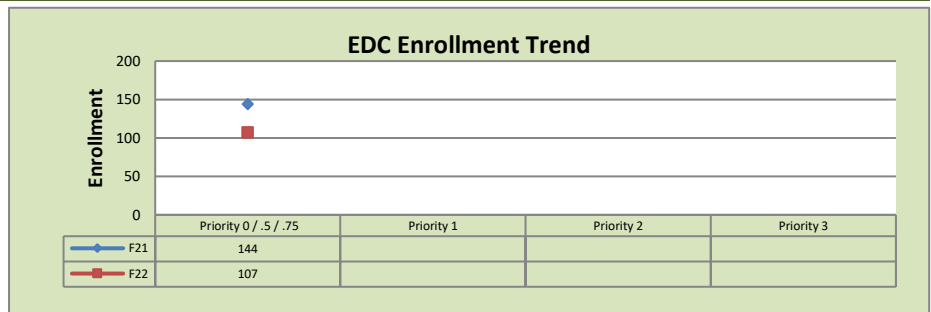 EDC Enrollment Trend
Enrollment
200
150
100
50
0
Priority 0 / .5 / .75 Priority 1 Priority 2 Priority 3
F21 144
F22 107